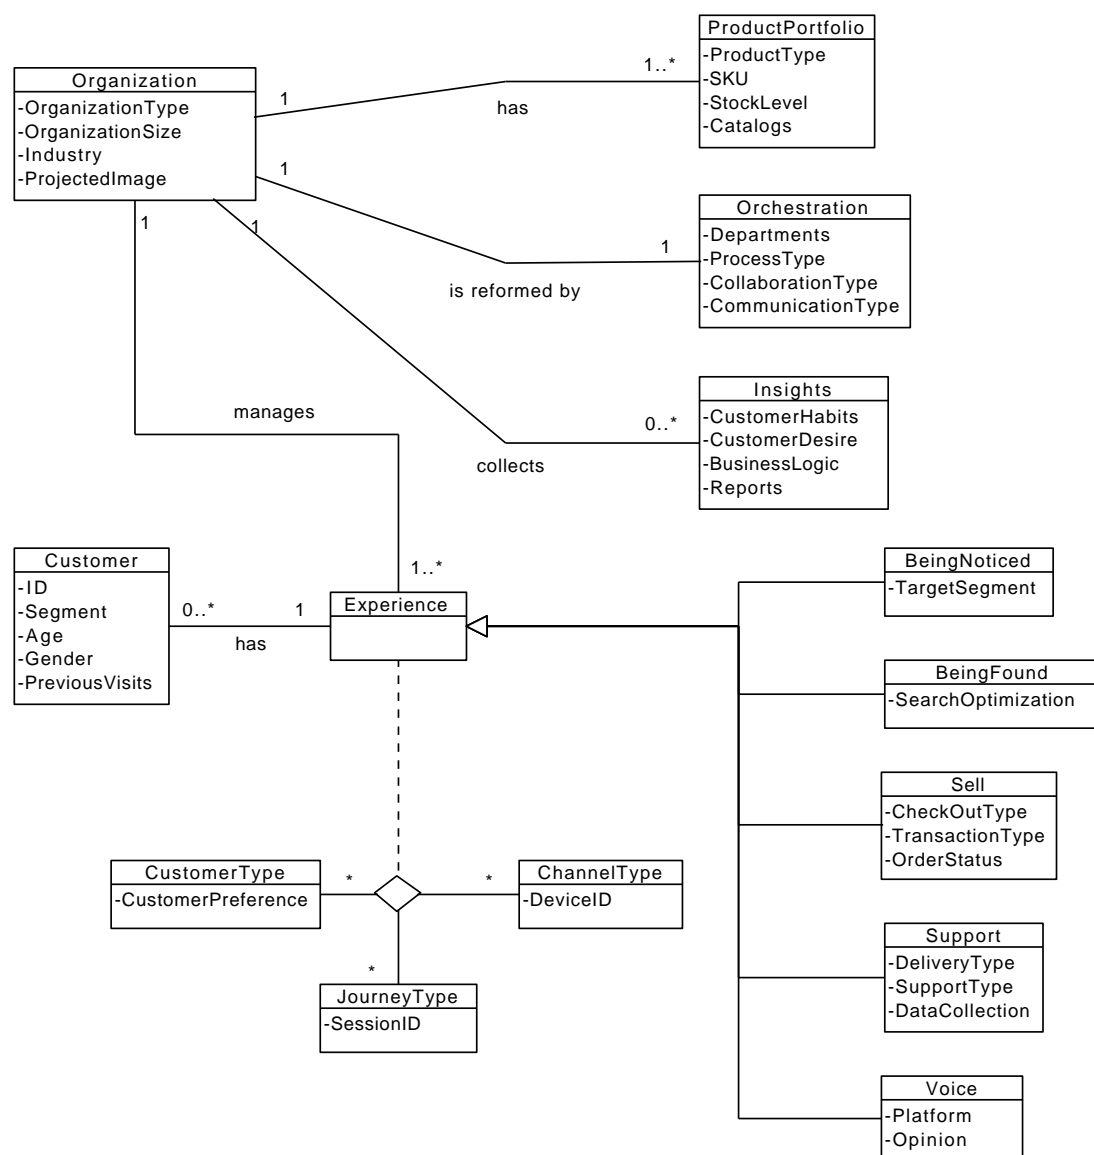 ProductPortfolio
-ProductType
-SKU
-StockLevel
-Catalogs
1..*
1
has
Organization
-OrganizationType
-OrganizationSize
-Industry
-ProjectedImage
1
1
1
Orchestration
-Departments
-ProcessType
-CollaborationType
-CommunicationType
1
is reformed by
Insights
-CustomerHabits
-CustomerDesire
-BusinessLogic
-Reports
0..*
collects
manages
Customer
-ID
-Segment
-Age
-Gender
-PreviousVisits
0..*
1
has
1..*
Experience
BeingNoticed
-TargetSegment
BeingFound
-SearchOptimization
Sell
-CheckOutType
-TransactionType
-OrderStatus
CustomerType
-CustomerPreference
*
*
ChannelType
-DeviceID
*
JourneyType
-SessionID
Support
-DeliveryType
-SupportType
-DataCollection
Voice
-Platform
-Opinion